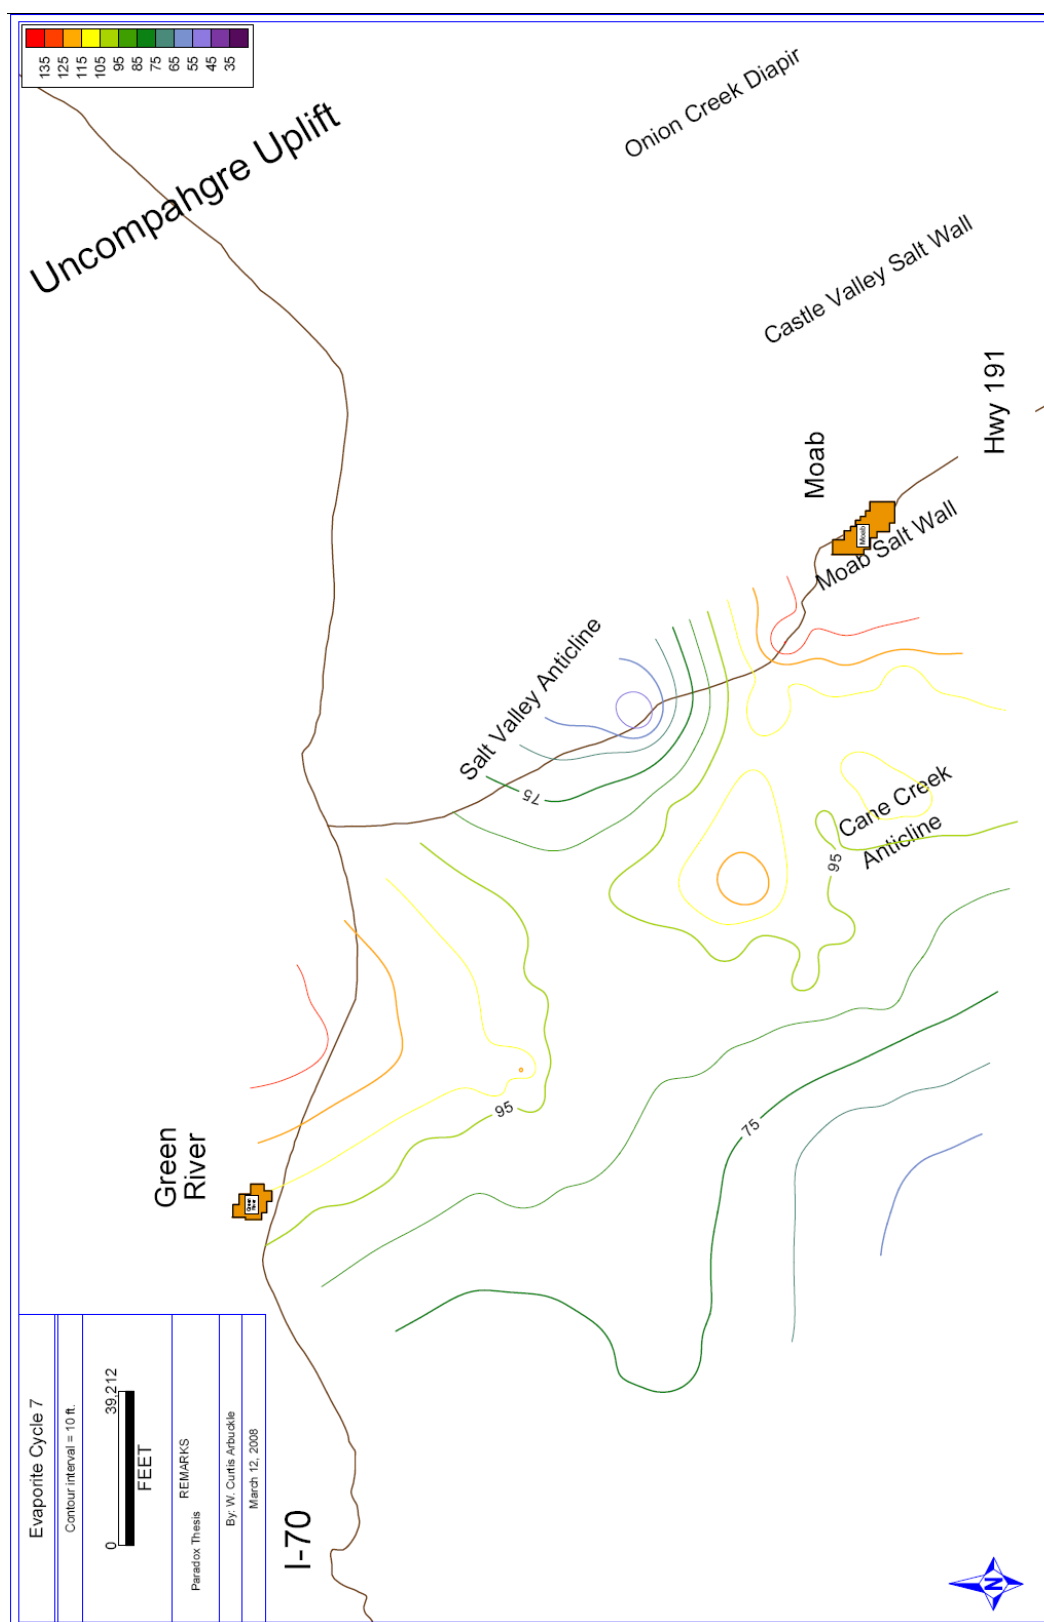 135
125
115
105
95
85
75
65
55
45
35
Uncompahgre Uplift
Onion Creek Diapir
Castle Valley Salt Wall
Hwy 191
Moab
Moab
Moab Salt Wall
Salt Valley Anticline
75
Cane Creek
Anticline
95
95
75
Green
River
Green
River
I-70
Evaporite Cycle 7
Contour interval = 10 ft.
0
39,212
FEET
REMARKS
Paradox Thesis
By: W. Curtis Arbuckle
March 12, 2008
N